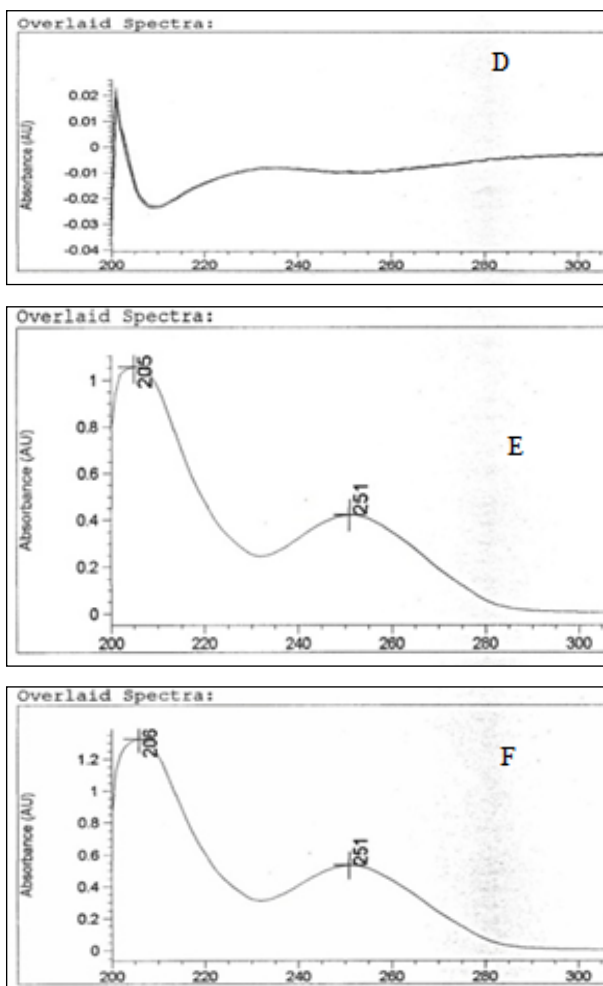 Overlaid Spectra:
D
Absorbance (AU)
0.02
0.01
0
-0.01
-0.02
-0.03
-0.04
200 220 240 260 280 300
Overlaid Spectra:
E
Absorbance (AU)
205
251
1
0.8
0.6
0.4
0.2
0
200 220 240 260 280 300
Overlaid Spectra:
F
Absorbance (AU)
206
251
1.2
1
0.8
0.6
0.4
0.2
0
200 220 240 260 280 300